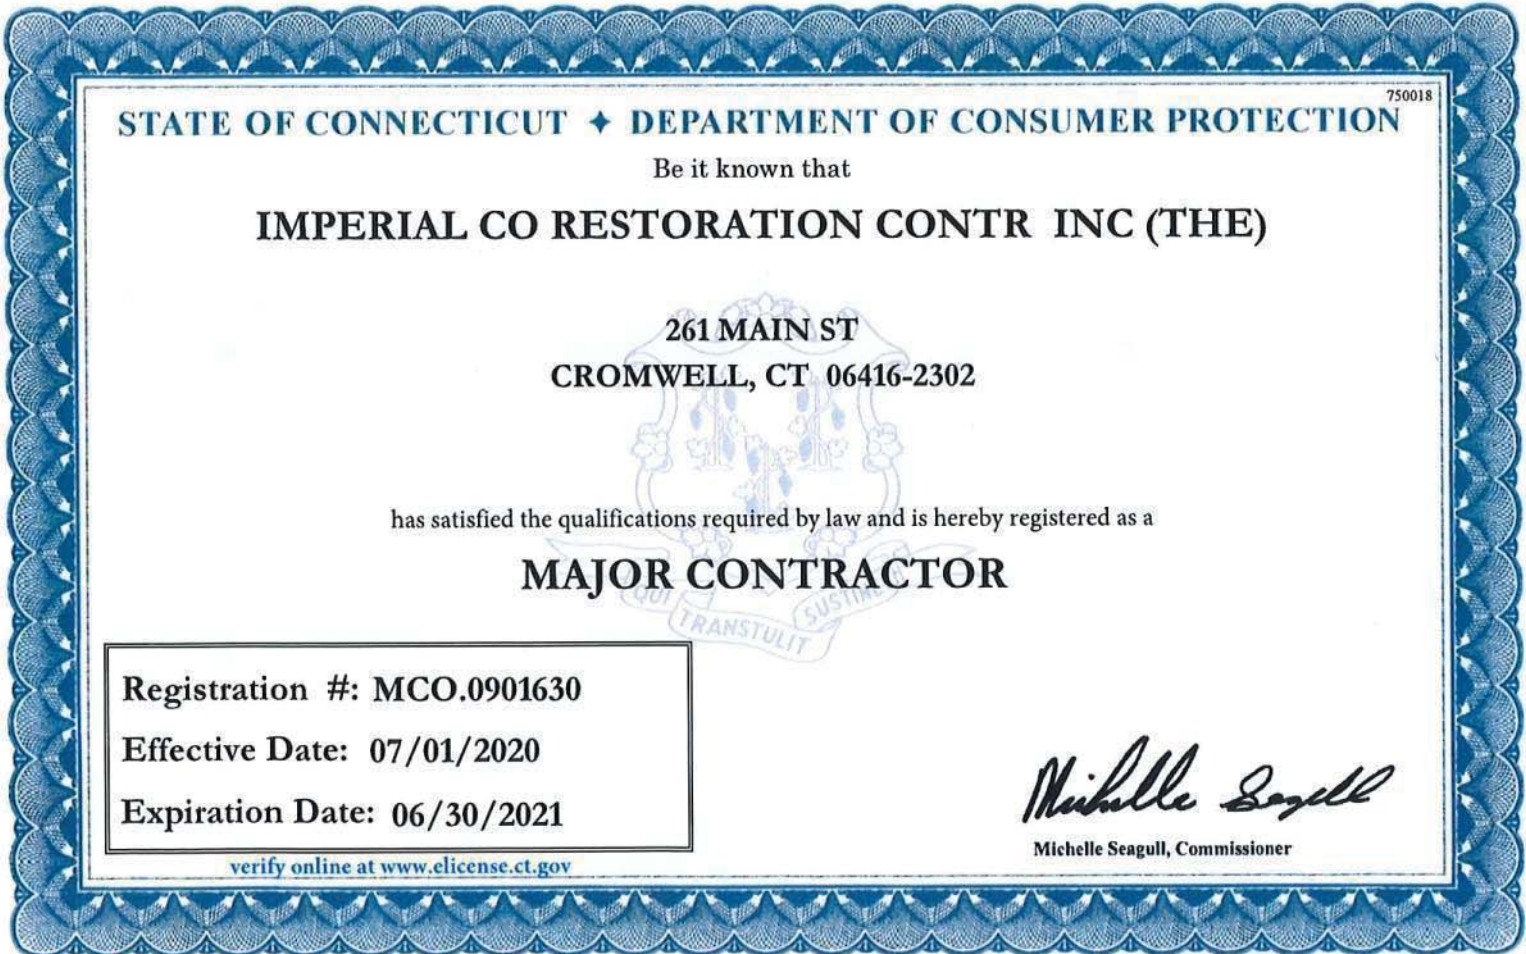 750018
STATE OF CONNECTICUT ✦ DEPARTMENT OF CONSUMER PROTECTION
Be it known that
IMPERIAL CO RESTORATION CONTR INC (THE)
261 MAIN ST
CROMWELL, CT 06416-2302
has satisfied the qualifications required by law and is hereby registered as a
MAJOR CONTRACTOR
QUI TRANSTULIT SUSTINET
Registration #: MCO.0901630
Effective Date: 07/01/2020
Expiration Date: 06/30/2021
verify online at www.elicense.ct.gov
Michelle Seagull
Michelle Seagull, Commissioner